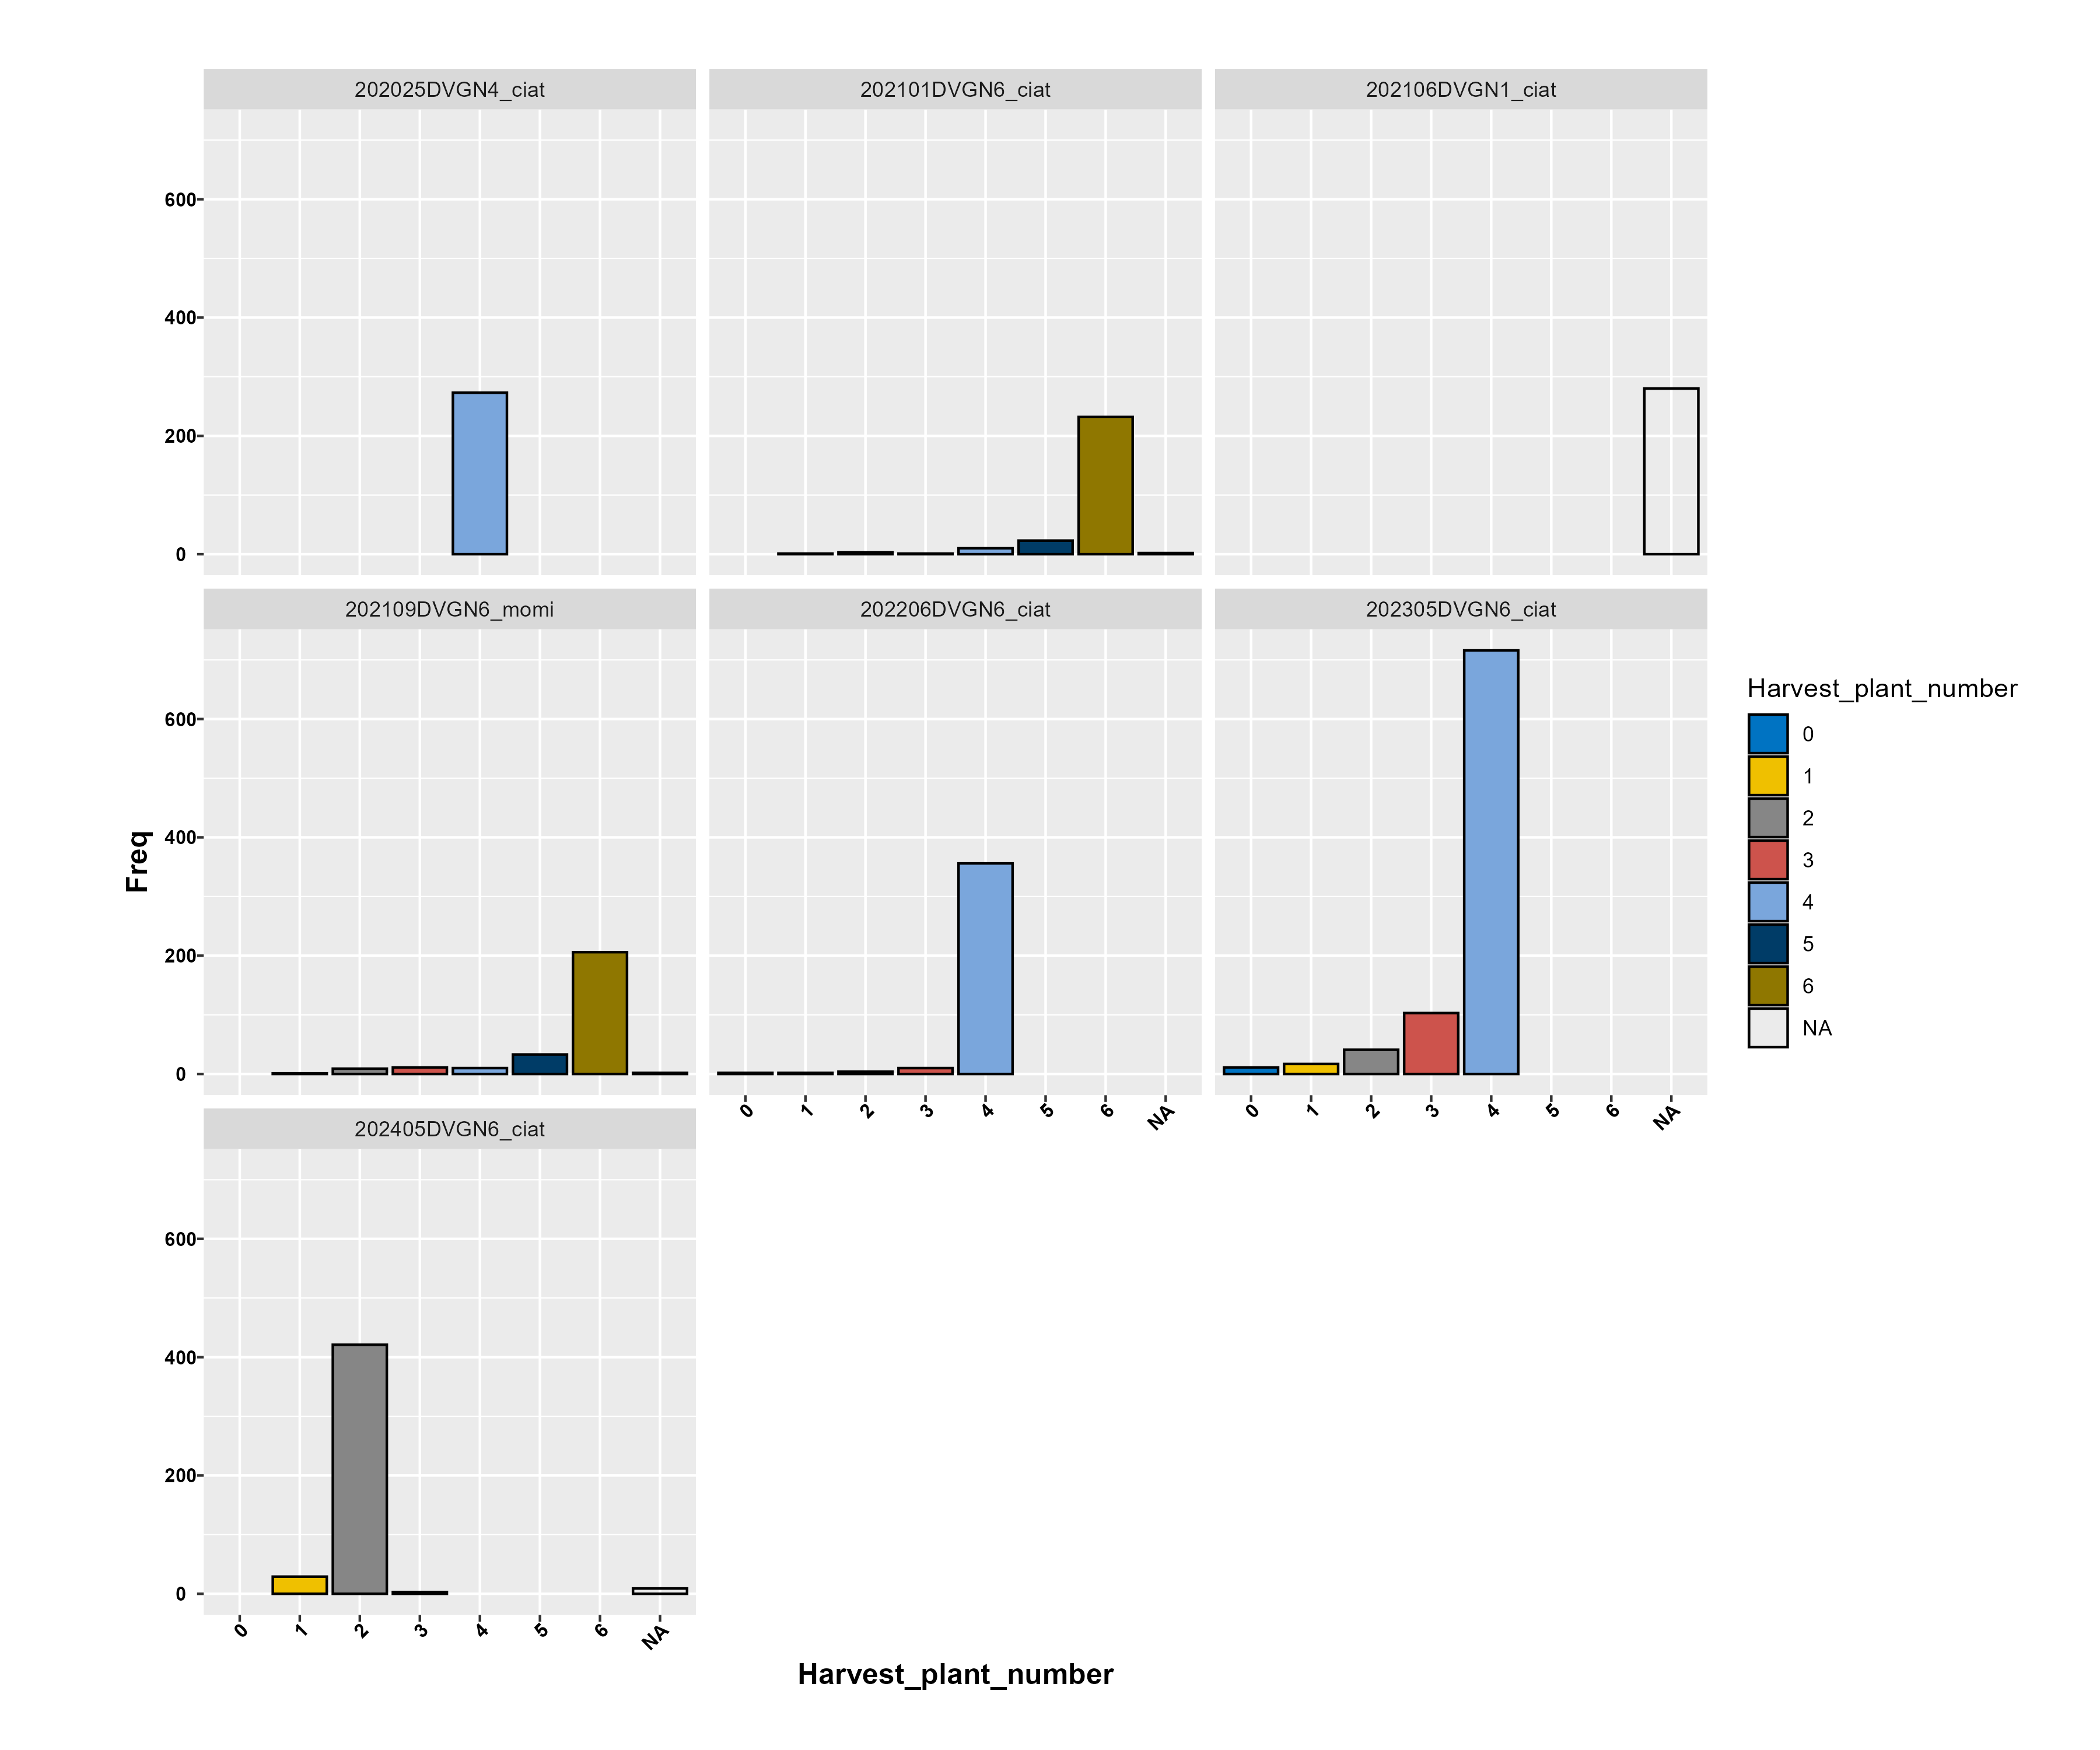 202025DVGN4_ciat
202101DVGN6_ciat
202106DVGN1_ciat
600
400
200
0
202109DVGN6_momi
202206DVGN6_ciat
202305DVGN6_ciat
600
400
200
0
0 1 2 3 4 5 6 NA
0 1 2 3 4 5 6 NA
202405DVGN6_ciat
600
400
200
0
0 1 2 3 4 5 6 NA
Freq
Harvest_plant_number
Harvest_plant_number
0
1
2
3
4
5
6
NA